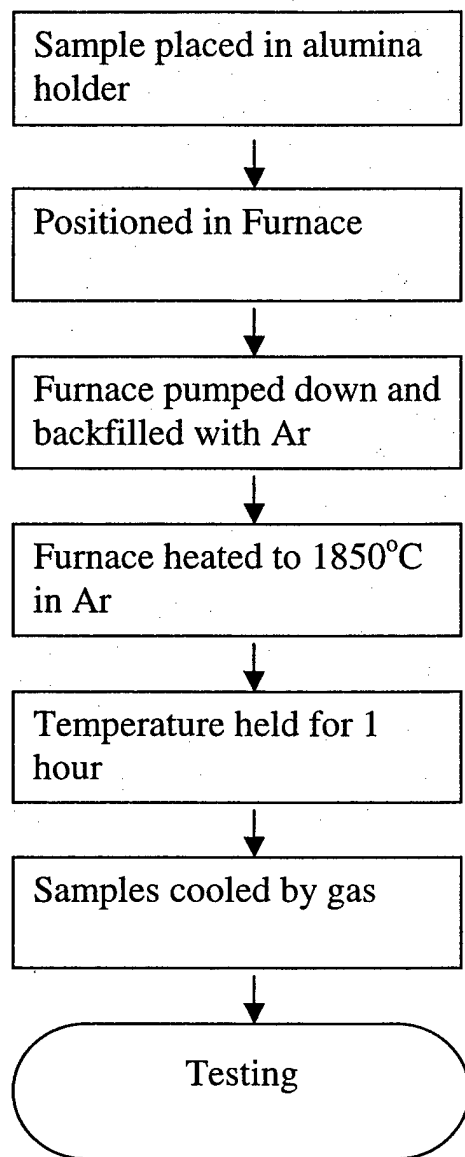 Sample placed in alumina
holder
Positioned in Furnace
Furnace pumped down and
backfilled with Ar
Furnace heated to 1850°C
in Ar
Temperature held for 1
hour
Samples cooled by gas
Testing